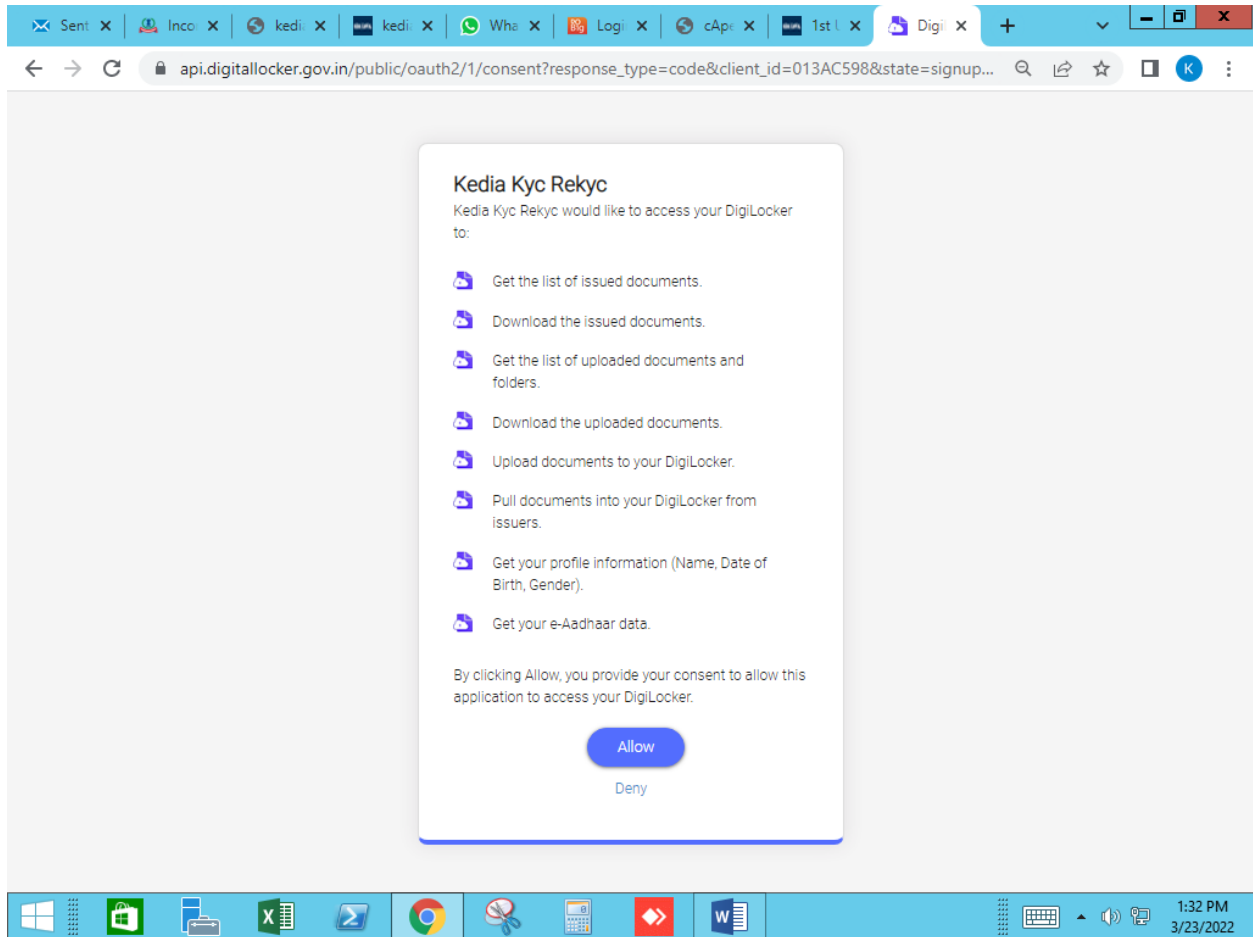 Sent
Inco
kedi
kedi
Wha
Logi
cApe
1st U
Digi
api.digitallocker.gov.in/public/oauth2/1/consent?response_type=code&client_id=013AC598&state=signup...
K
Kedia Kyc Rekyc
Kedia Kyc Rekyc would like to access your DigiLocker
to:
Get the list of issued documents.
Download the issued documents.
Get the list of uploaded documents and
folders.
Download the uploaded documents.
Upload documents to your DigiLocker.
Pull documents into your DigiLocker from
issuers.
Get your profile information (Name, Date of
Birth, Gender).
Get your e-Aadhaar data.
By clicking Allow, you provide your consent to allow this
application to access your DigiLocker.
Allow
Deny
1:32 PM
3/23/2022